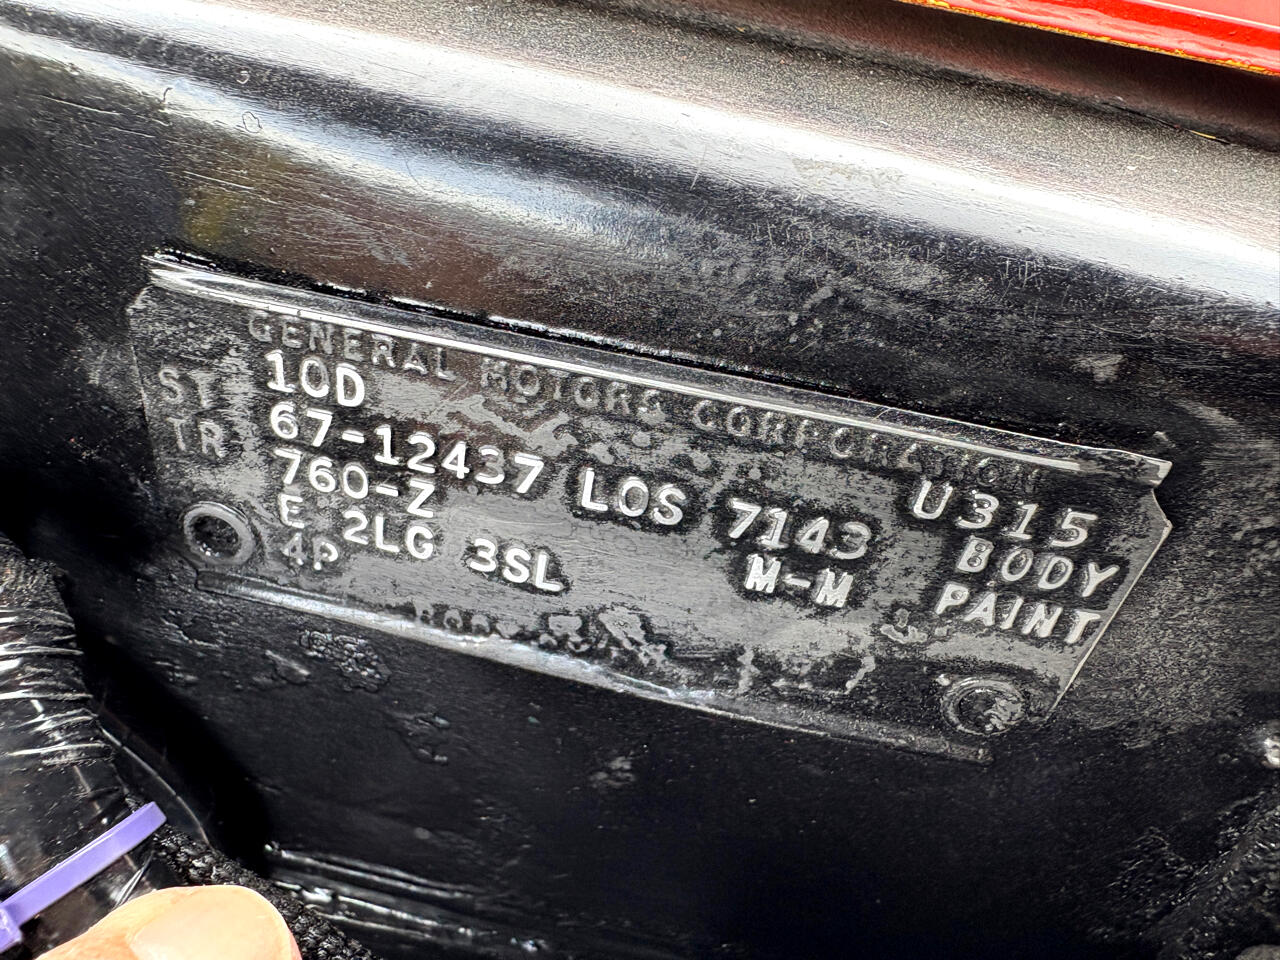 GENERAL MOTORS CORPORATION
10D U315
ST 67-12437 LOS 7143 BODY
TR 760-Z M-M PAINT
E 2LG 3SL
4P